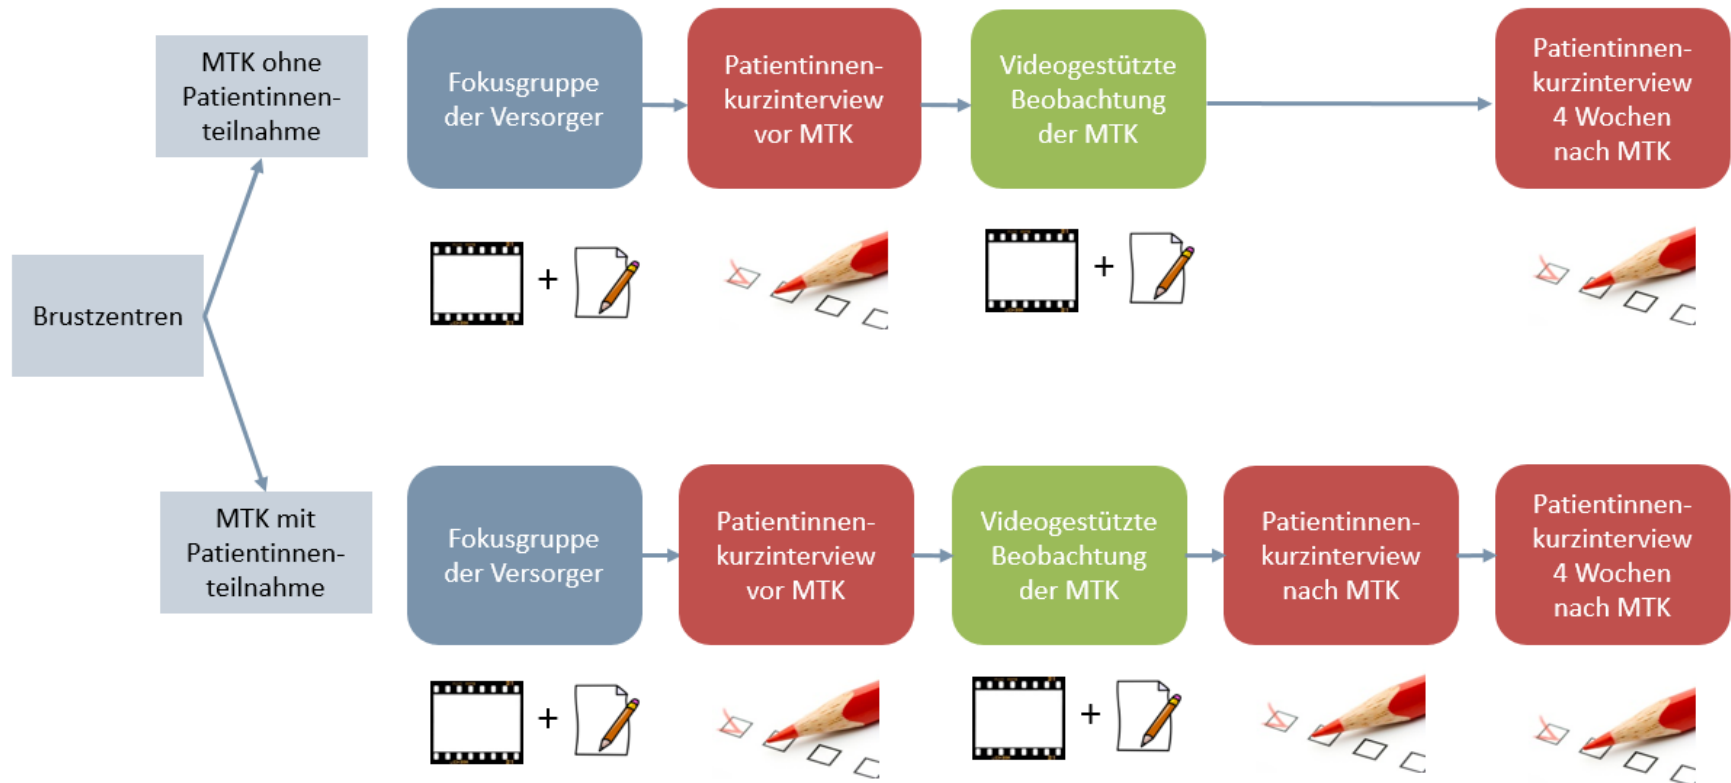 MTK ohne
Patientinnen-
teilnahme
Fokusgruppe
der Versorger
Patientinnen-
kurzinterview
vor MTK
Videogestützte
Beobachtung
der MTK
Patientinnen-
kurzinterview
4 Wochen
nach MTK
+
+
Brustzentren
MTK mit
Patientinnen-
teilnahme
Fokusgruppe
der Versorger
Patientinnen-
kurzinterview
vor MTK
Videogestützte
Beobachtung
der MTK
Patientinnen-
kurzinterview
nach MTK
Patientinnen-
kurzinterview
4 Wochen
nach MTK
+
+